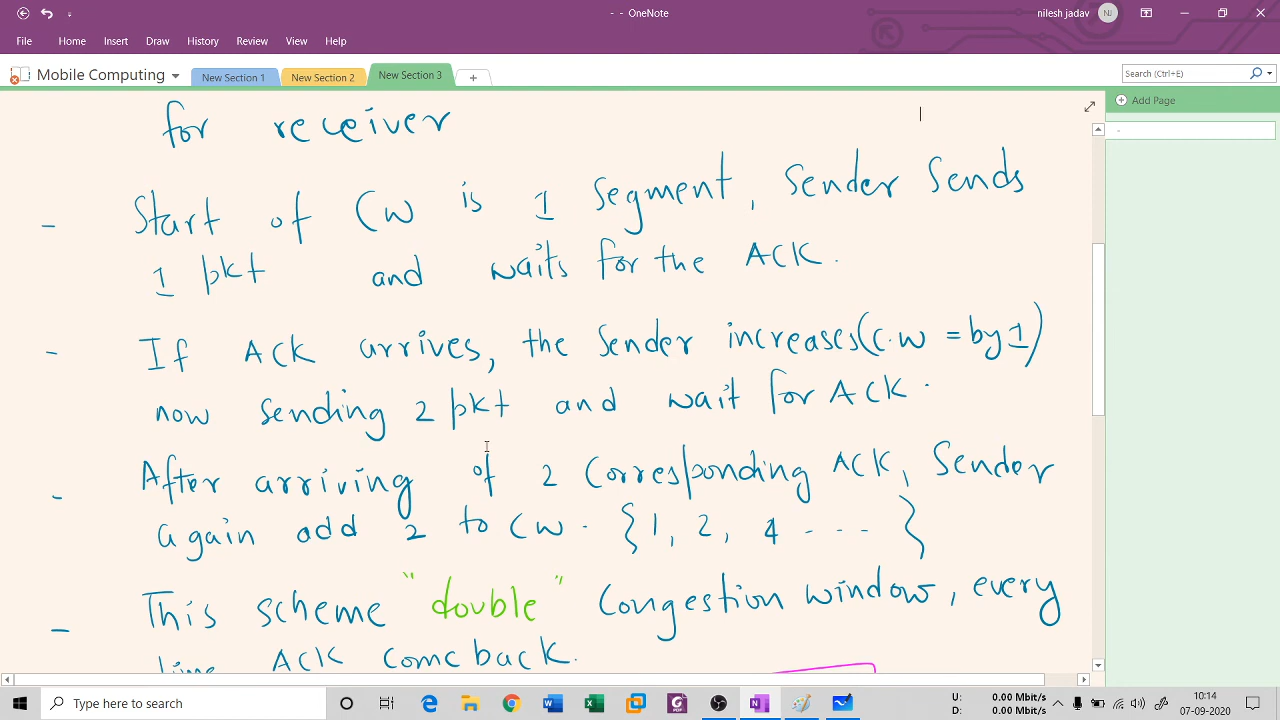 - - OneNote
nilesh jadav NJ
File Home Insert Draw History Review View Help
Mobile Computing New Section 1 New Section 2 New Section 3
Search (Ctrl+E)
Add Page
for receiver
- Start of Cw is 1 segment, Sender Sends
1 pkt and waits for the ACK.
- If ACK arrives, the Sender increases(c.w = by 1)
now sending 2 pkt and wait for ACK.
- After arriving of 2 Corresponding ACK, Sender
again add 2 to Cw. {1, 2, 4 - - - }
- This scheme "double" Congestion window, every
time ACK come back.
Type here to search
U: 0.00 Mbit/s
D: 0.00 Mbit/s
10:14
07-09-2020